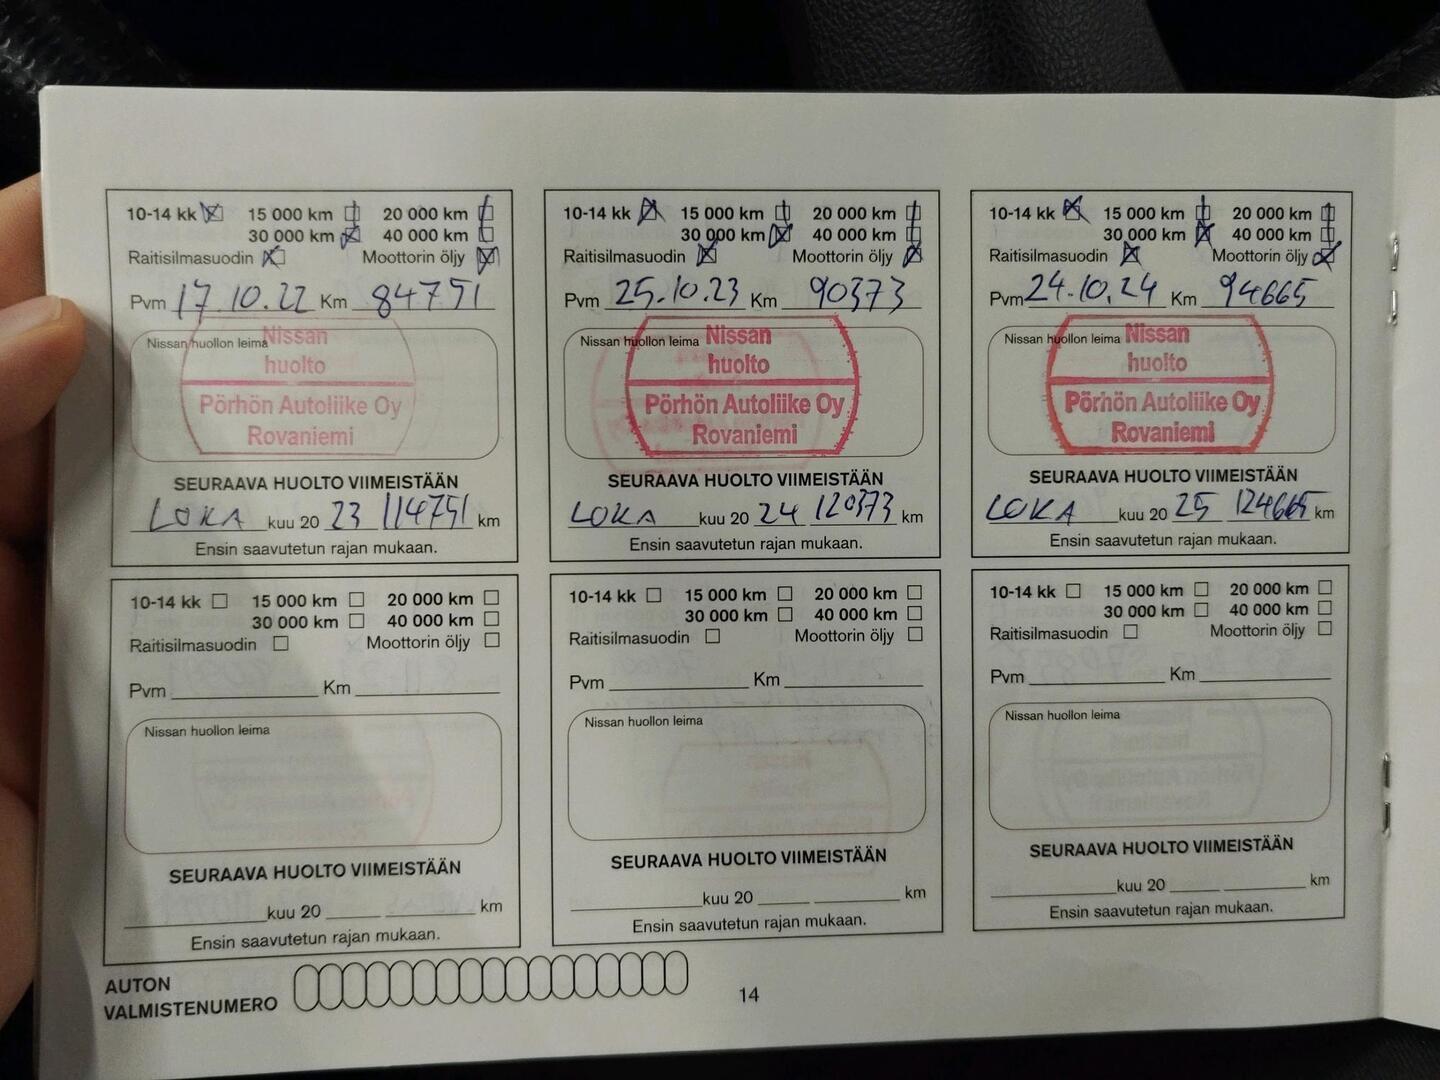 10-14 kk 15 000 km 20 000 km
30 000 km 40 000 km
Raitisilmasuodin Moottorin öljy
Pvm 17.10.22 Km 84751
Nissan huollon leima
Nissan
huolto
Pörhön Autoliike Oy
Rovaniemi
SEURAAVA HUOLTO VIIMEISTÄÄN
LOKA kuu 20 23 114751 km
Ensin saavutetun rajan mukaan.
10-14 kk 15 000 km 20 000 km
30 000 km 40 000 km
Raitisilmasuodin Moottorin öljy
Pvm 25.10.23 Km 90373
Nissan huollon leima
Nissan
huolto
Pörhön Autoliike Oy
Rovaniemi
SEURAAVA HUOLTO VIIMEISTÄÄN
LOKA kuu 20 24 120373 km
Ensin saavutetun rajan mukaan.
10-14 kk 15 000 km 20 000 km
30 000 km 40 000 km
Raitisilmasuodin Moottorin öljy
Pvm 24.10.24 Km 94665
Nissan huollon leima
Nissan
huolto
Pörhön Autoliike Oy
Rovaniemi
SEURAAVA HUOLTO VIIMEISTÄÄN
LOKA kuu 20 25 124665 km
Ensin saavutetun rajan mukaan.
10-14 kk 15 000 km 20 000 km
30 000 km 40 000 km
Raitisilmasuodin Moottorin öljy
Pvm Km
Nissan huollon leima
SEURAAVA HUOLTO VIIMEISTÄÄN
kuu 20 km
Ensin saavutetun rajan mukaan.
10-14 kk 15 000 km 20 000 km
30 000 km 40 000 km
Raitisilmasuodin Moottorin öljy
Pvm Km
Nissan huollon leima
SEURAAVA HUOLTO VIIMEISTÄÄN
kuu 20 km
Ensin saavutetun rajan mukaan.
10-14 kk 15 000 km 20 000 km
30 000 km 40 000 km
Raitisilmasuodin Moottorin öljy
Pvm Km
Nissan huollon leima
SEURAAVA HUOLTO VIIMEISTÄÄN
kuu 20 km
Ensin saavutetun rajan mukaan.
AUTON
VALMISTENUMERO
14